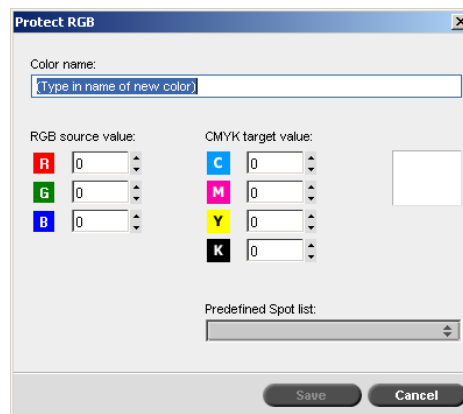 Protect RGB
Color name:
(Type in name of new color)
RGB source value: CMYK target value:
R 0 C 0
G 0 M 0
B 0 Y 0
K 0
Predefined Spot list:
Save Cancel